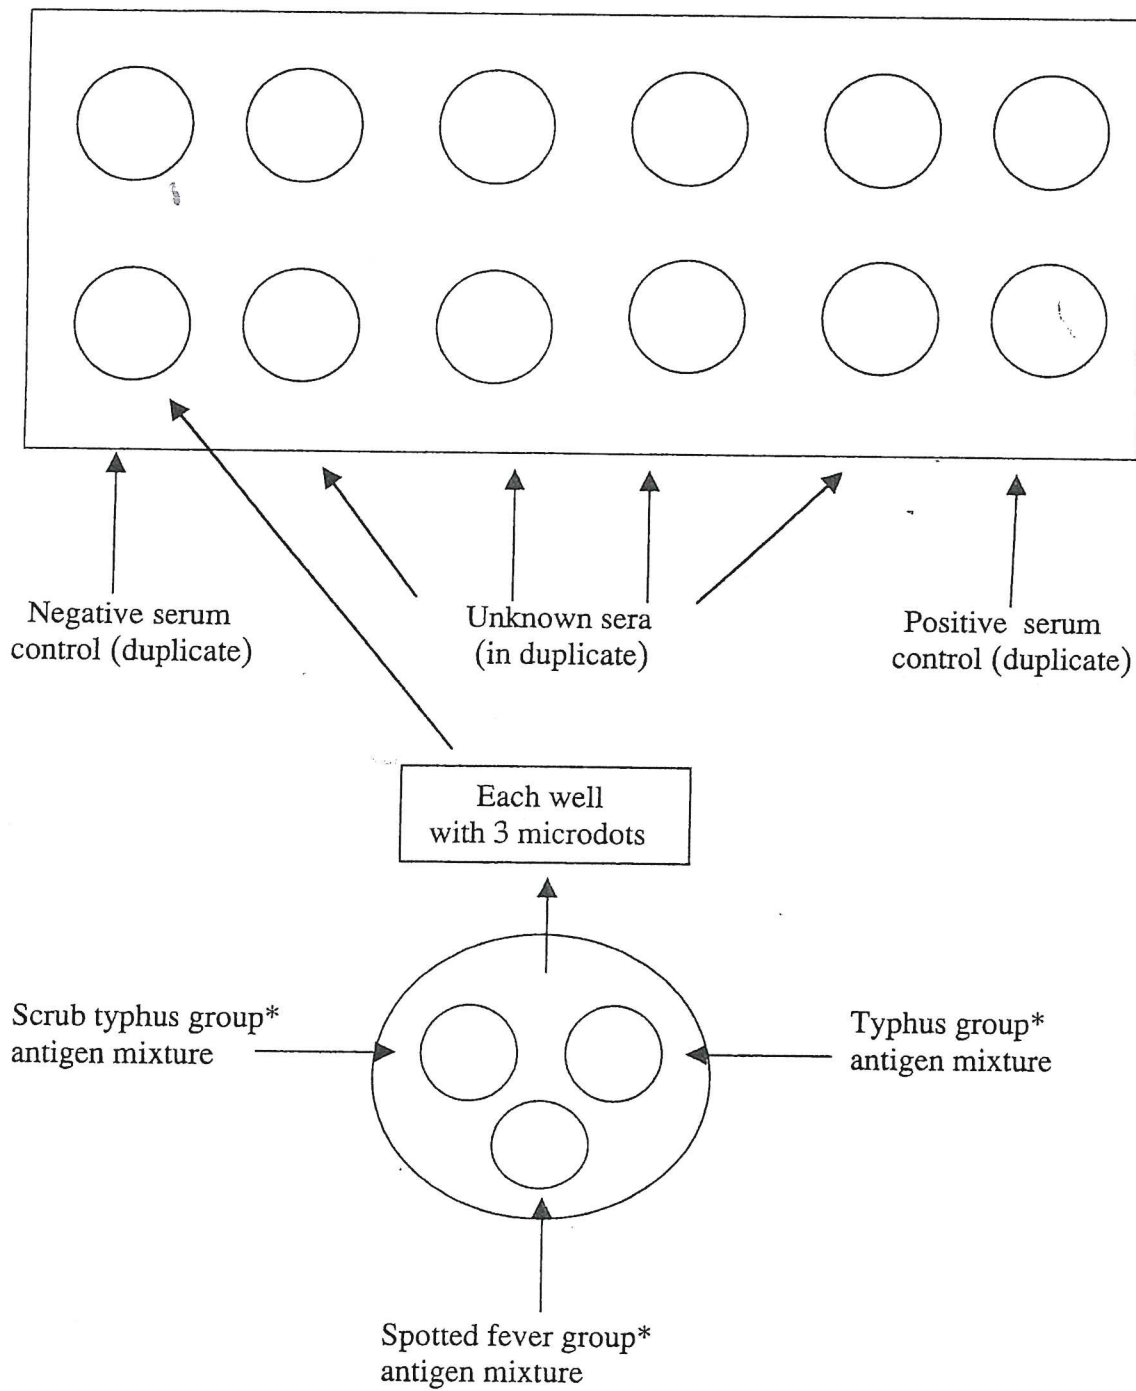 Negative serum
control (duplicate)
Unknown sera
(in duplicate)
Positive serum
control (duplicate)
Each well
with 3 microdots
Scrub typhus group*
antigen mixture
Typhus group*
antigen mixture
Spotted fever group*
antigen mixture